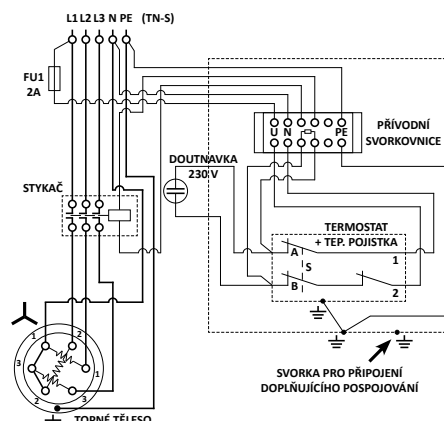 L1 L2 L3 N PE (TN-S)
FU1
2A
U N PE
PŘÍVODNÍ
SVORKOVNICE
DOUTNAVKA
230 V
STYKAČ
TERMOSTAT
+ TEP. POJISTKA
A 1
S
B 2
1 2
3 1
2 3
SVORKA PRO PŘIPOJENÍ
DOPLŇUJÍCÍHO POSPOJOVÁNÍ
TOPNÉ TĚLESO